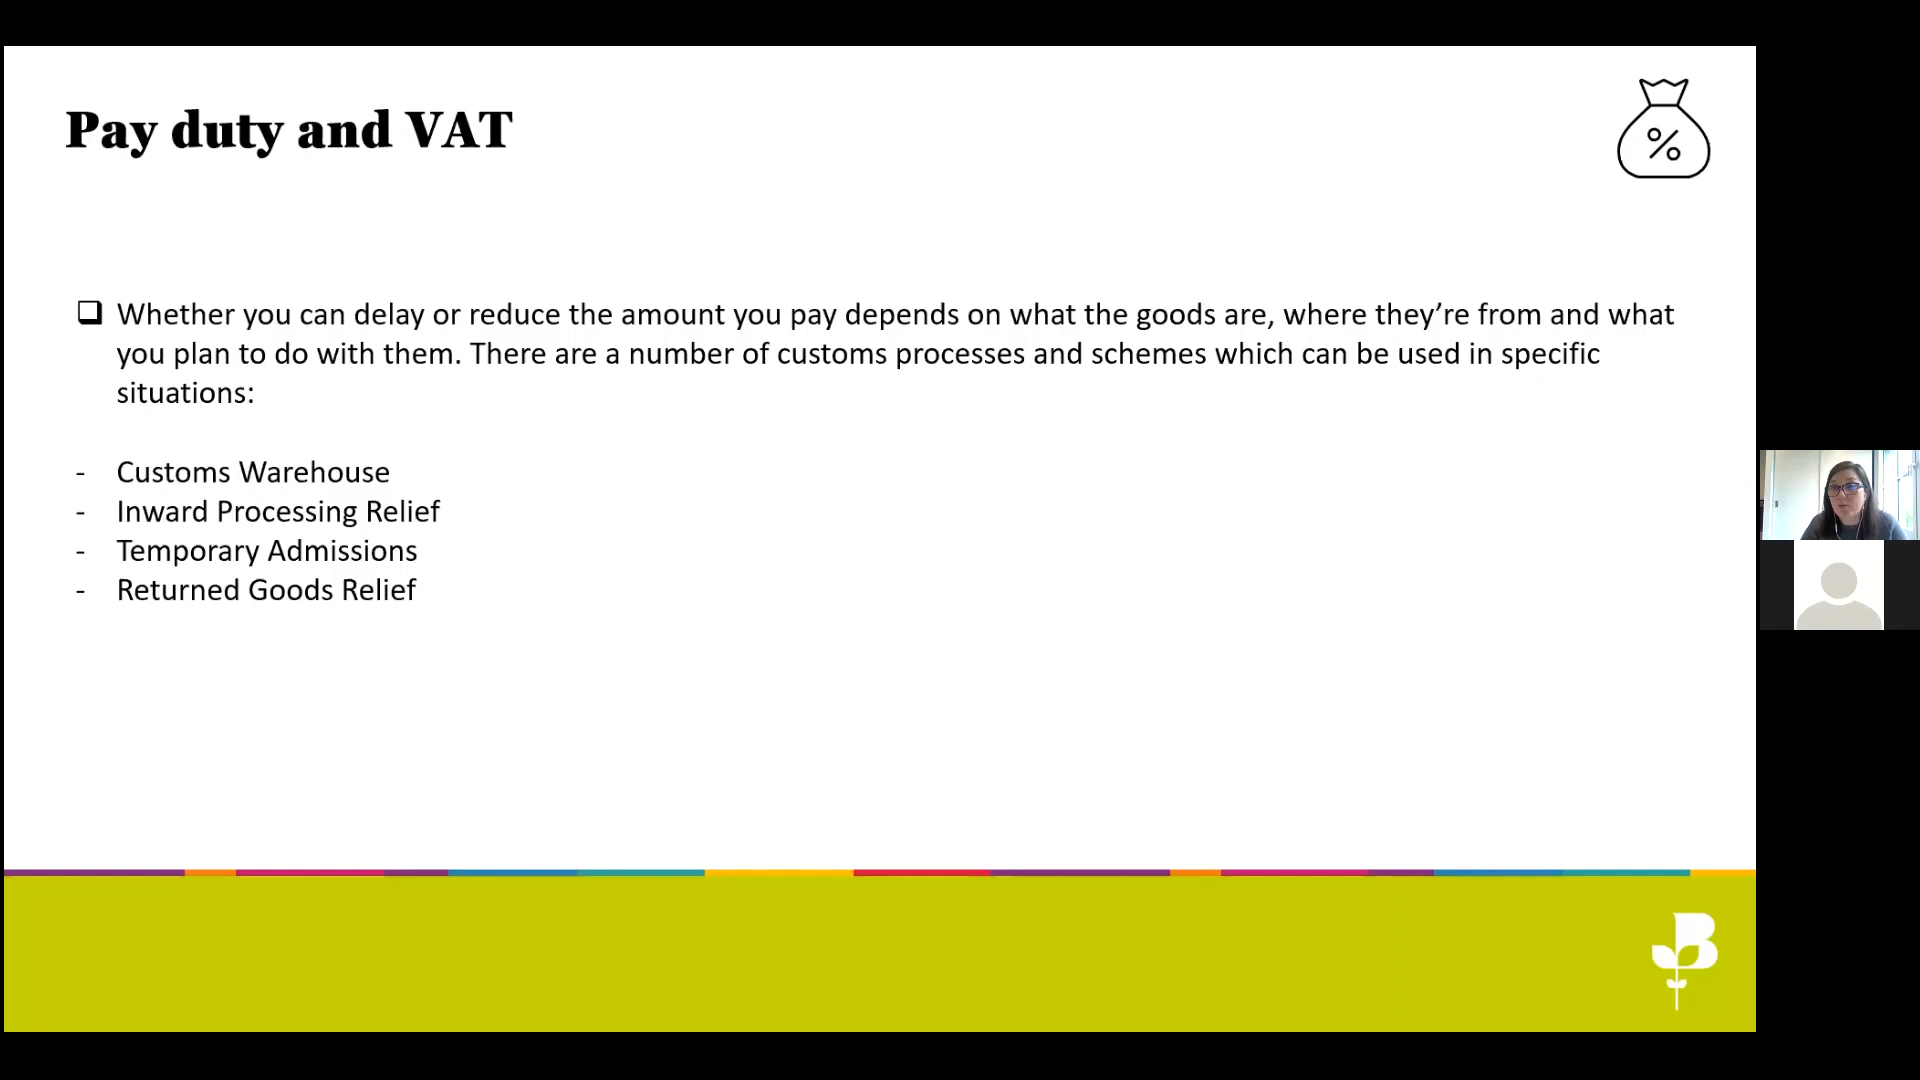 Pay duty and VAT
%
❑ Whether you can delay or reduce the amount you pay depends on what the goods are, where they’re from and what
you plan to do with them. There are a number of customs processes and schemes which can be used in specific
situations:
- Customs Warehouse
- Inward Processing Relief
- Temporary Admissions
- Returned Goods Relief
B